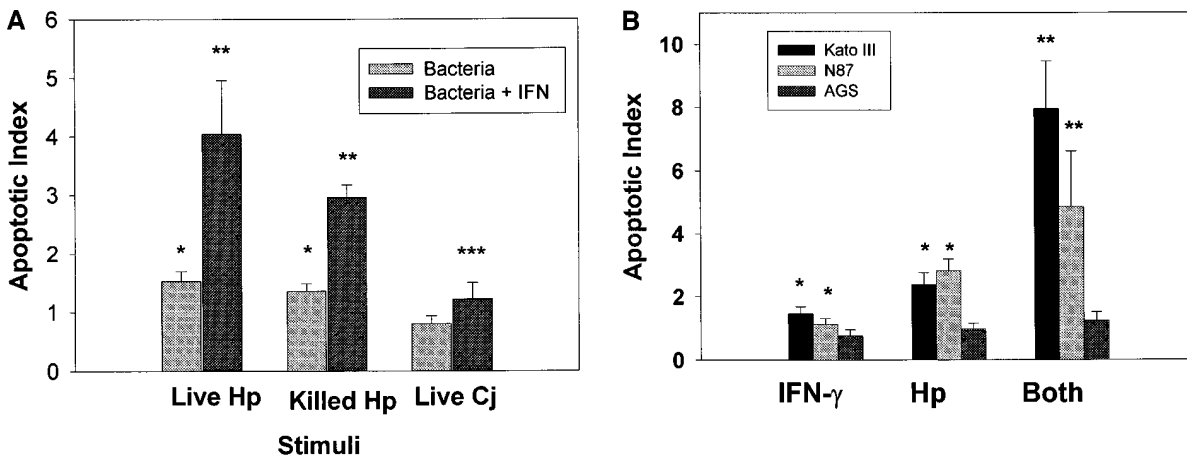 A
Apoptotic Index
6
5
4
3
2
1
0
Bacteria
Bacteria + IFN
**
*
**
*
***
Live Hp
Killed Hp
Live Cj
Stimuli
B
Apoptotic Index
10
8
6
4
2
0
Kato III
N87
AGS
**
**
* *
* *
IFN-γ
Hp
Both